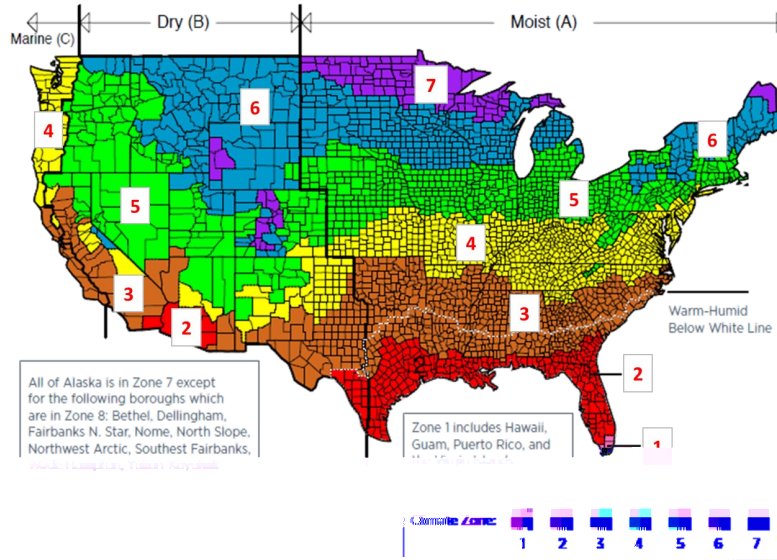 Dry (B)
Moist (A)
Marine (C)
7
6
4
6
5
5
4
3
3
2
Warm-Humid
Below White Line
2
All of Alaska is in Zone 7 except
for the following boroughs which
are in Zone 8: Bethel, Dellingham,
Fairbanks N. Star, Nome, North Slope,
Northwest Arctic, Southest Fairbanks,
Zone 1 includes Hawaii,
Guam, Puerto Rico, and
1
Zone:
1 2 3 4 5 6 7